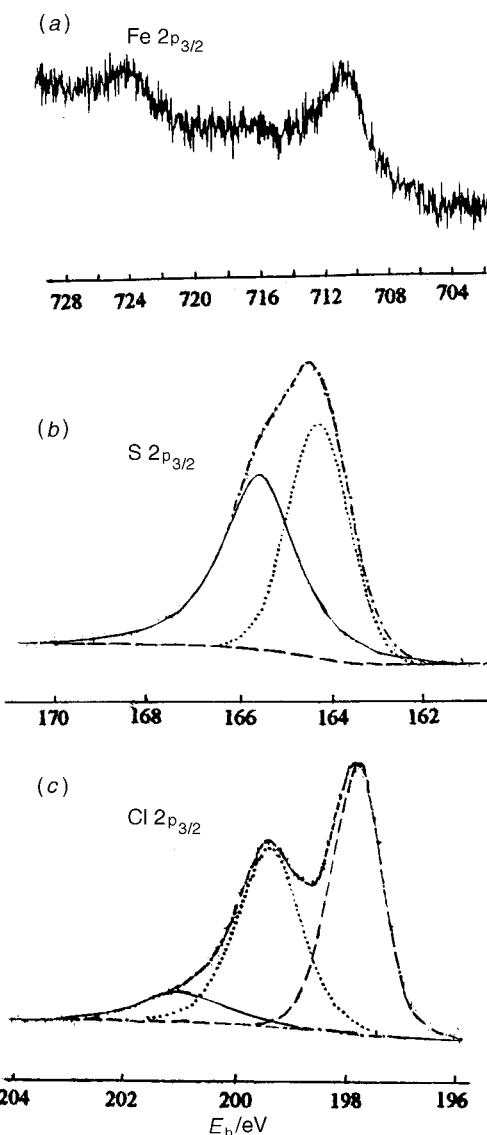 (a)
Fe 2p3/2
728 724 720 716 712 708 704
(b)
S 2p3/2
170 168 166 164 162
(c)
Cl 2p3/2
204 202 200 198 196
Eb/eV